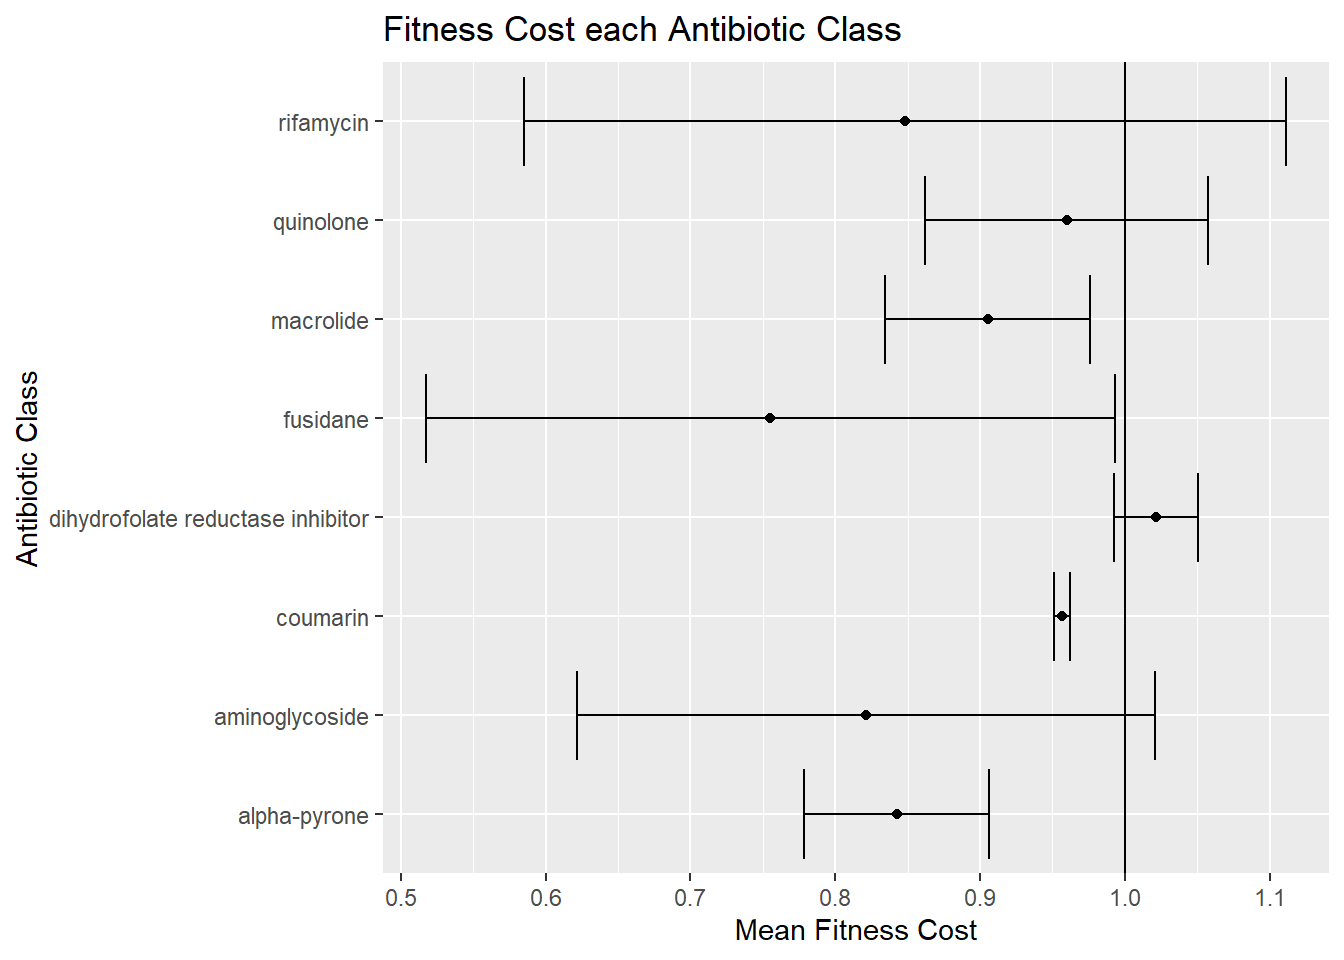 Fitness Cost each Antibiotic Class
Antibiotic Class
rifamycin
quinolone
macrolide
fusidane
dihydrofolate reductase inhibitor
coumarin
aminoglycoside
alpha-pyrone
0.5 0.6 0.7 0.8 0.9 1.0 1.1
Mean Fitness Cost